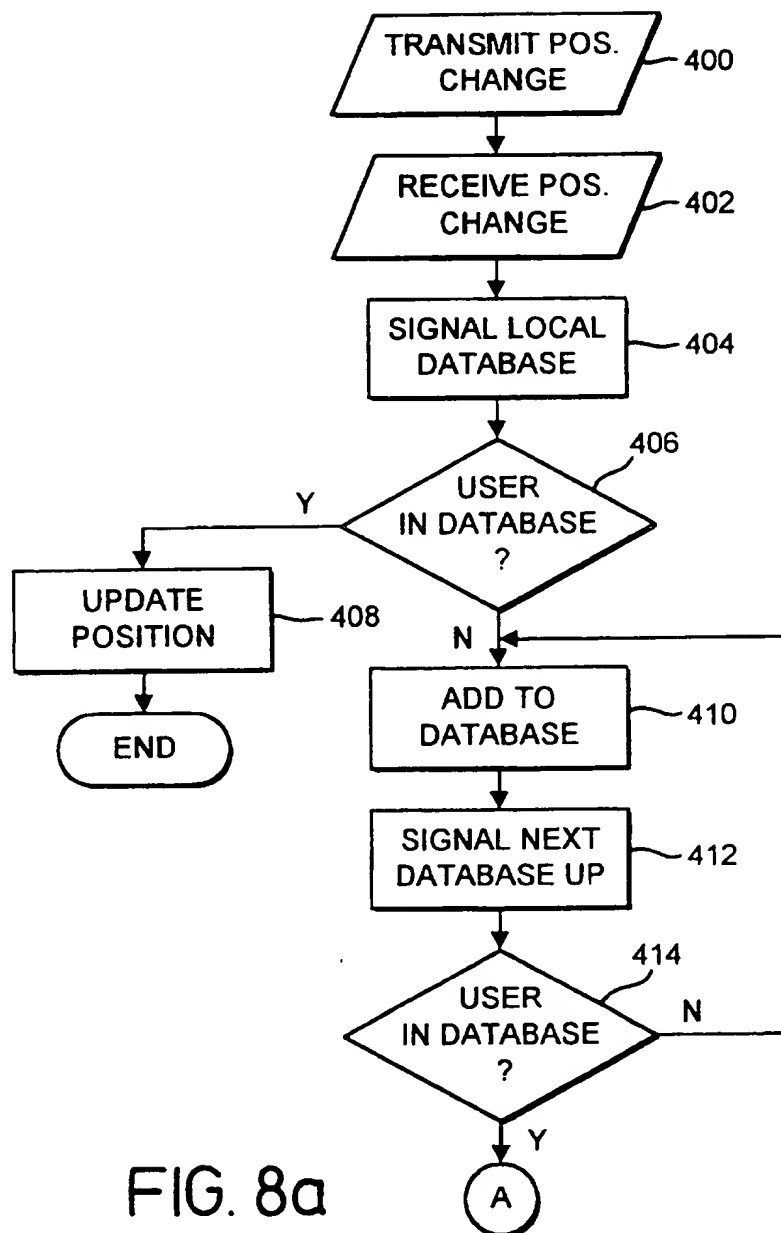 TRANSMIT POS.
CHANGE
400
RECEIVE POS.
CHANGE
402
SIGNAL LOCAL
DATABASE
404
406
USER
IN DATABASE
?
Y
N
UPDATE
POSITION
408
END
ADD TO
DATABASE
410
SIGNAL NEXT
DATABASE UP
412
414
USER
IN DATABASE
?
N
Y
A
FIG. 8a